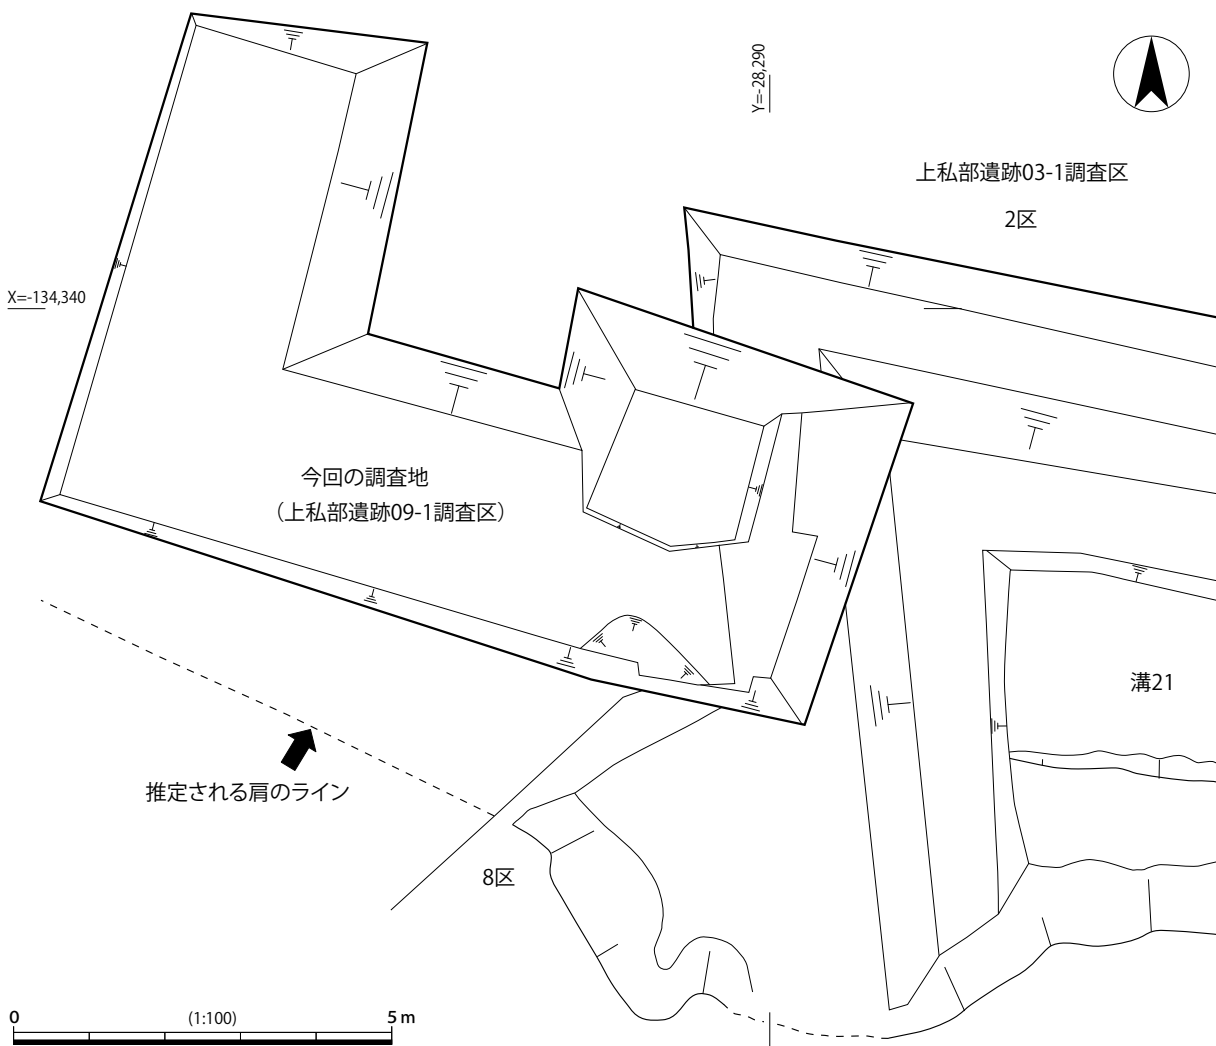 Y=-28,290
上私部遺跡03-1調査区
2区
X=-134,340
今回の調査地
（上私部遺跡09-1調査区）
溝21
推定される肩のライン
8区
0 (1:100) 5 m